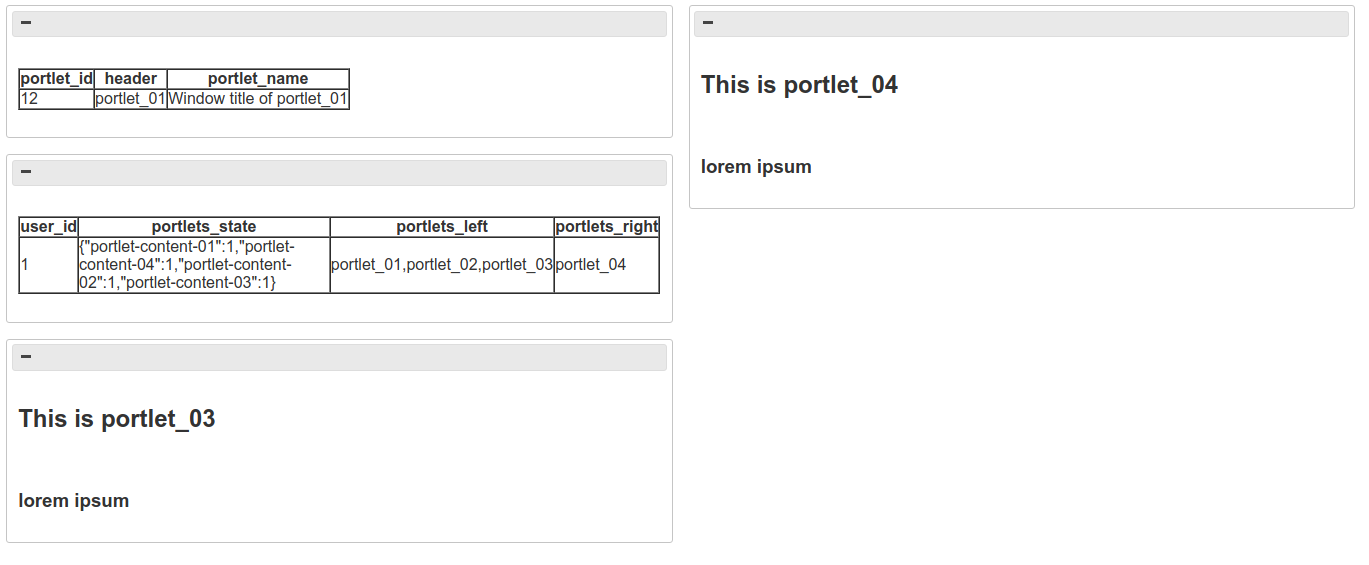 portlet_id header portlet_name
12 portlet_01 Window title of portlet_01
user_id portlets_state portlets_left portlets_right
1 {"portlet-content-01":1,"portlet-
content-04":1,"portlet-content-
02":1,"portlet-content-03":1} portlet_01,portlet_02,portlet_03 portlet_04
This is portlet_03
lorem ipsum
This is portlet_04
lorem ipsum